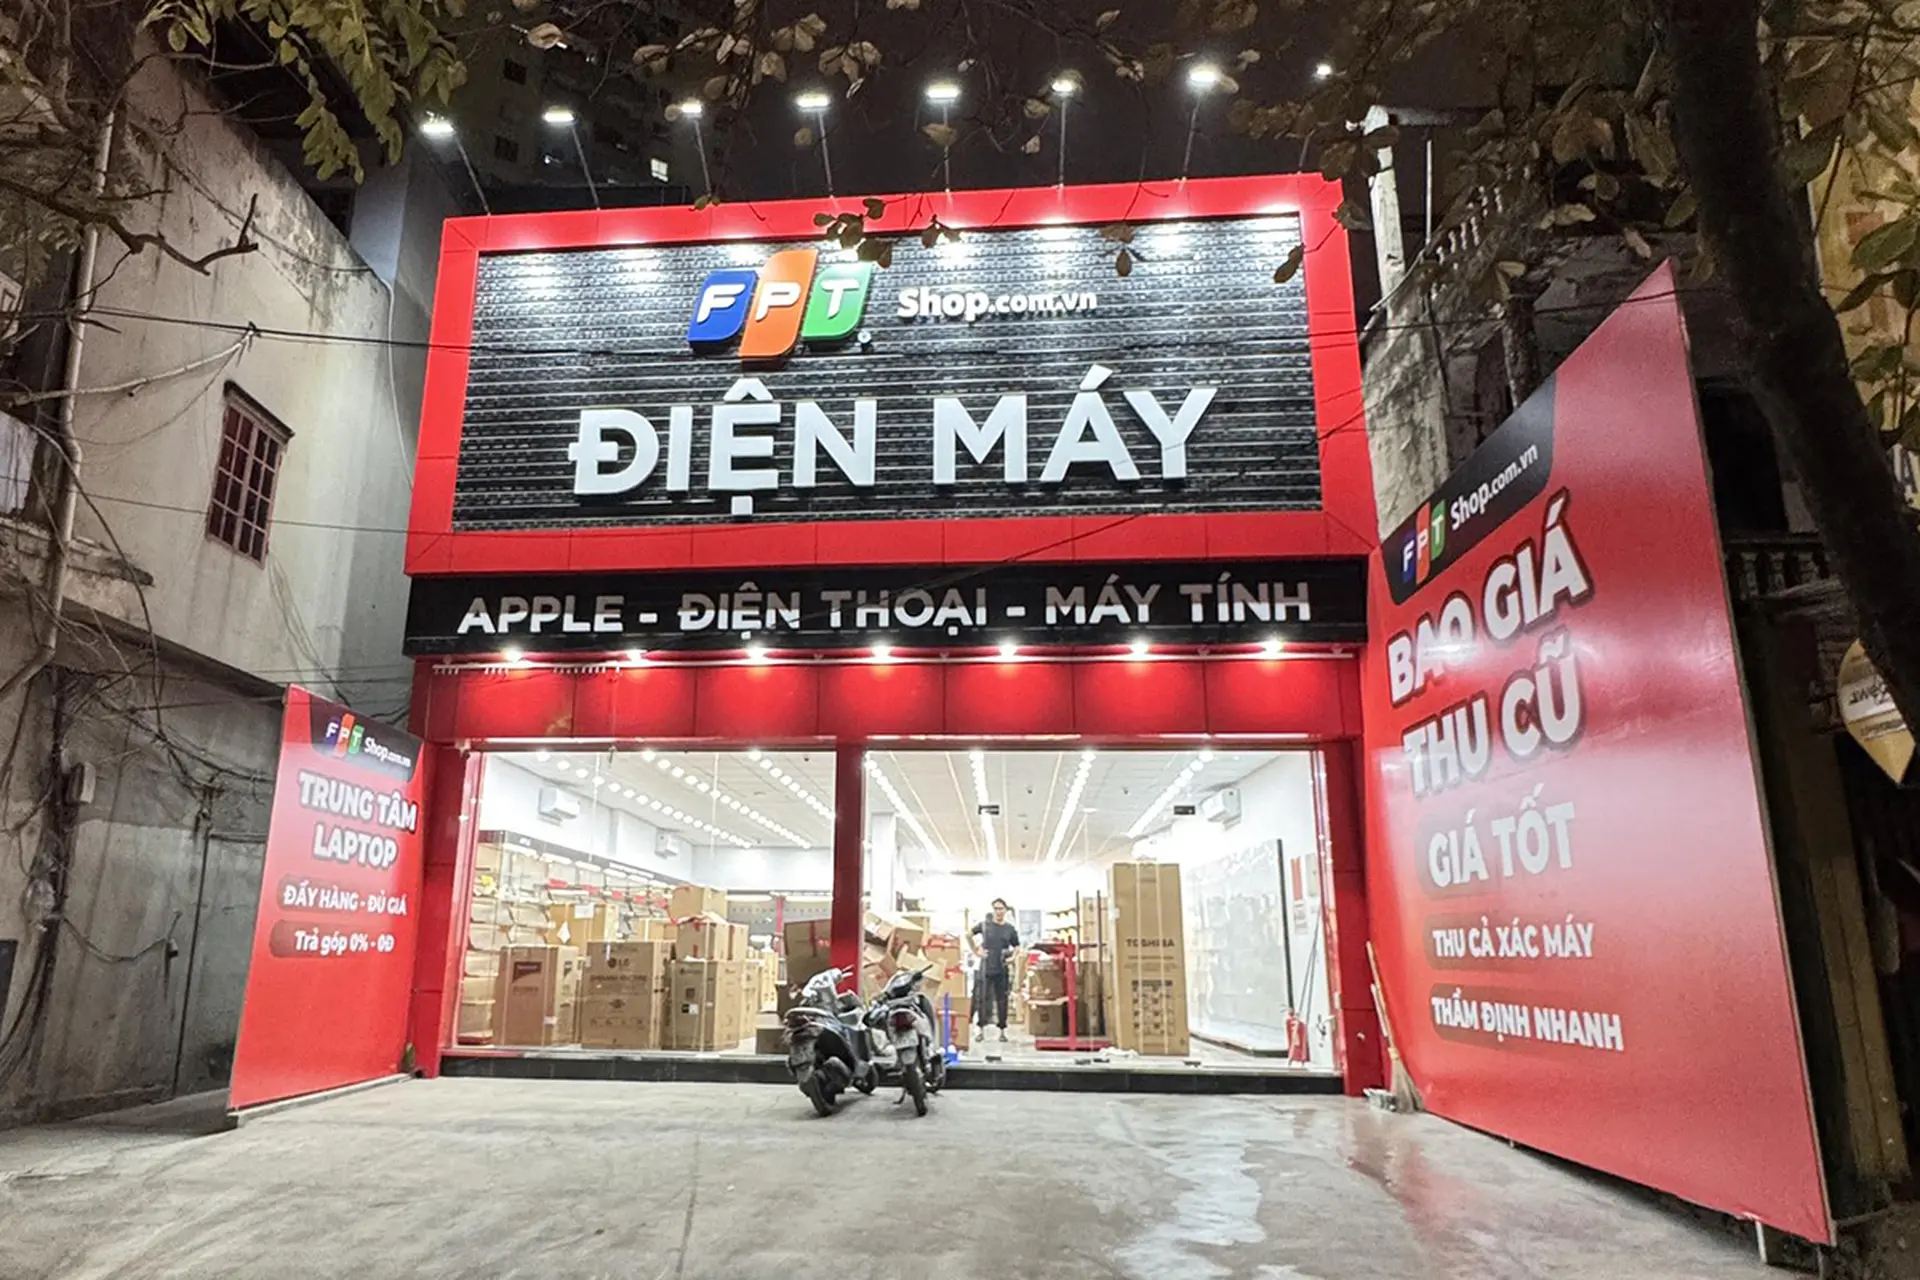 FPT Shop.com.vn
ĐIỆN MÁY
APPLE - ĐIỆN THOẠI - MÁY TÍNH
FPT Shop.com.vn
TRUNG TÂM
LAPTOP
ĐẦY HÀNG - ĐỦ GIÁ
Trả góp 0% - 0Đ
FPT Shop.com.vn
BAO GIÁ
THU CŨ
GIÁ TỐT
THU CẢ XÁC MÁY
THẨM ĐỊNH NHANH
LG
TOSHIBA